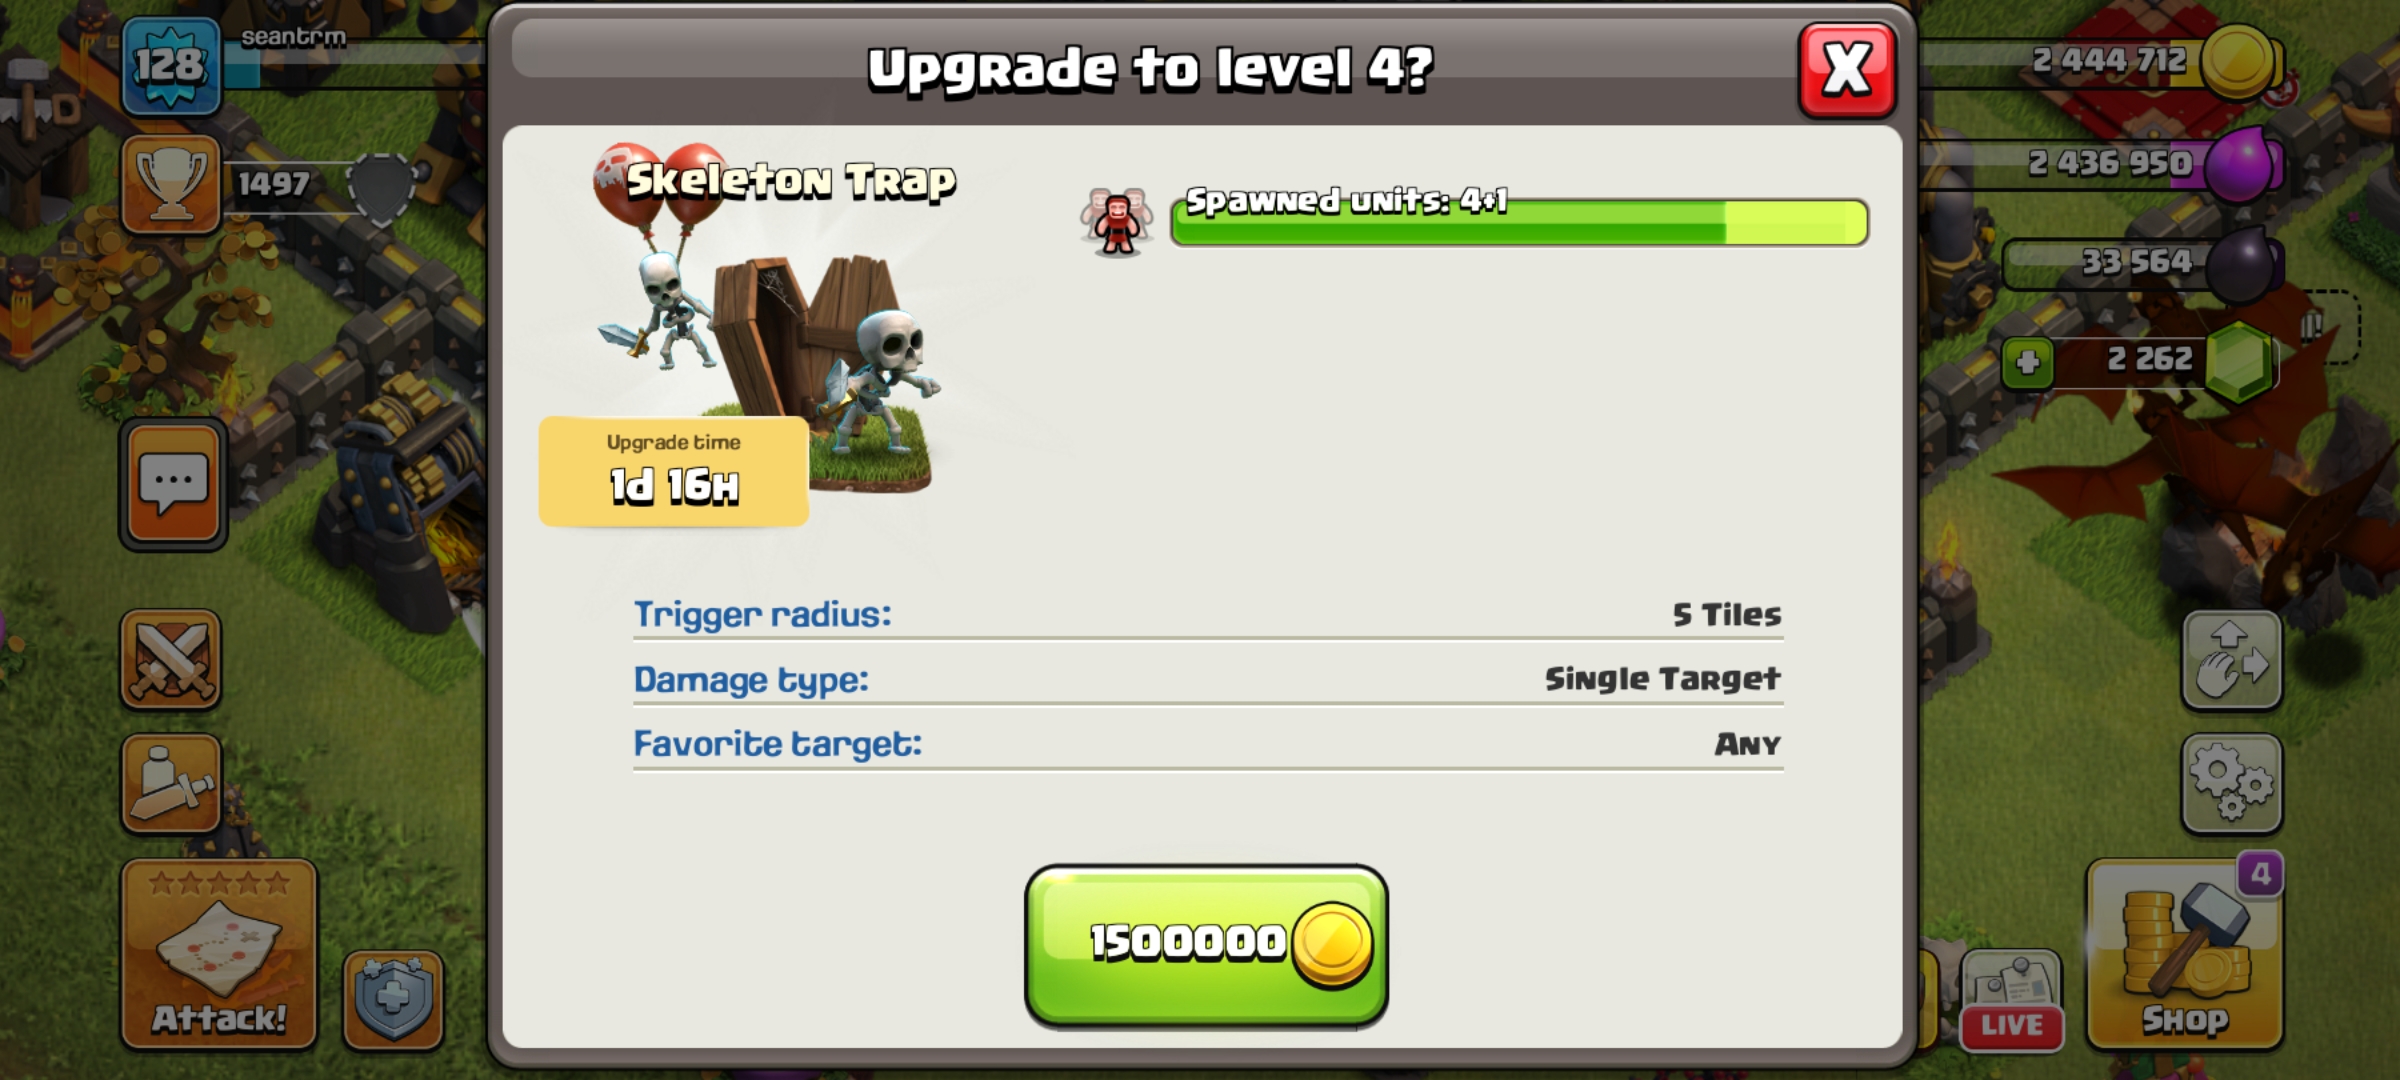 128
seantrm
1497
Upgrade to level 4?
X
2 444 712
2 436 950
33 564
2 262
Skeleton Trap
Spawned units: 4+1
Upgrade time
1d 16H
Trigger radius: 5 Tiles
Damage type: Single Target
Favorite target: Any
1500000
Attack!
4
LIVE
Shop